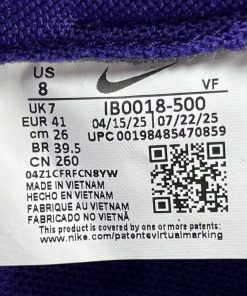 US
8
VF
UK 7
IB0018-500
EUR 41
04/15/25 07/22/25
cm 26
UPC 00198485470859
BR 39.5
CN 260
04Z1CFRFCN8YW
MADE IN VIETNAM
HECHO EN VIETNAM
FABRIQUE AU VIETNAM
FABRICADO NO VIETNÃ
This product is covered by one or more patents.
www.nike.com/patentevirtualmarking